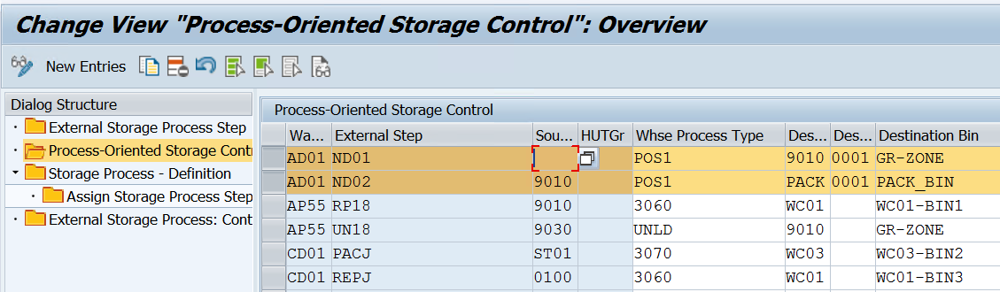 Change View "Process-Oriented Storage Control": Overview
New Entries
Dialog Structure
External Storage Process Step
Process-Oriented Storage Contr
Storage Process - Definition
Assign Storage Process Step
External Storage Process: Cont
Process-Oriented Storage Control
Wa... External Step Sou... HUTGr Whse Process Type Des... Des... Destination Bin
AD01 ND01 POS1 9010 0001 GR-ZONE
AD01 ND02 9010 POS1 PACK 0001 PACK_BIN
AP55 RP18 9010 3060 WC01 WC01-BIN1
AP55 UN18 9030 UNLD 9010 GR-ZONE
CD01 PACJ ST01 3070 WC03 WC03-BIN2
CD01 REPJ 0100 3060 WC01 WC01-BIN3